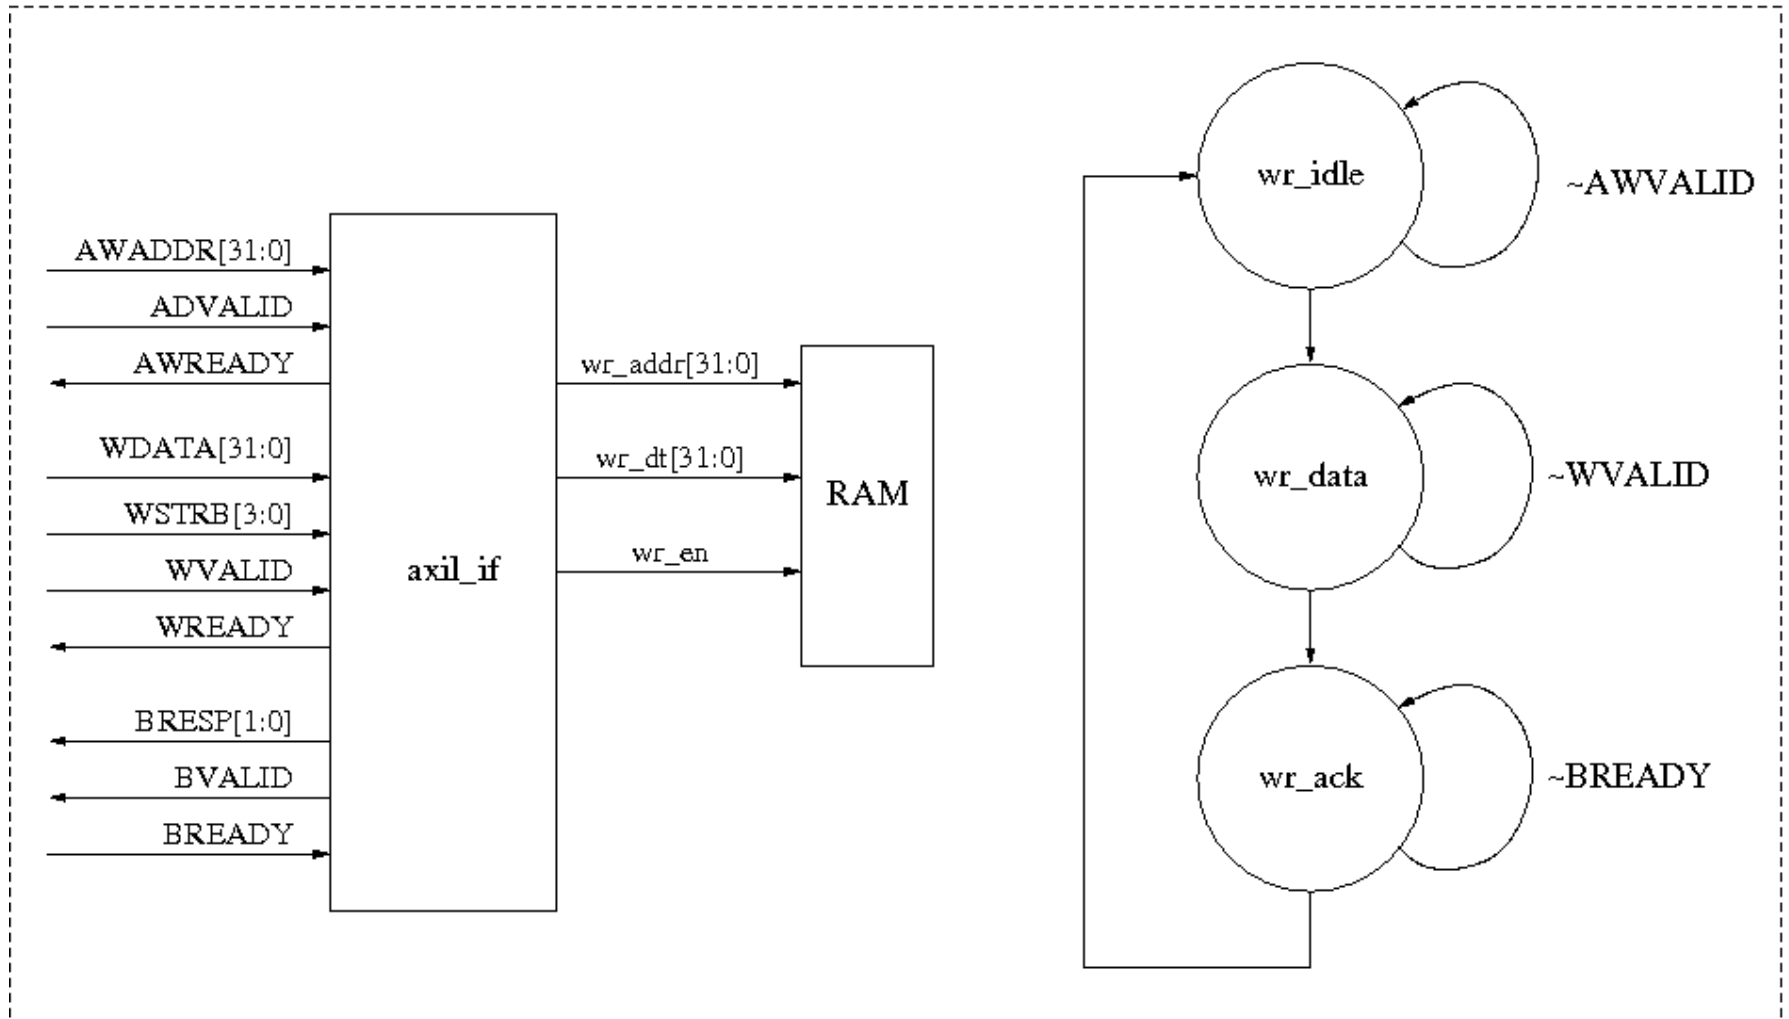 AWADDR[31:0]
ADVALID
AWREADY
WDATA[31:0]
WSTRB[3:0]
WVALID
WREADY
BRESP[1:0]
BVALID
BREADY
axil_if
wr_addr[31:0]
wr_dt[31:0]
wr_en
RAM
wr_idle
~AWVALID
wr_data
~WVALID
wr_ack
~BREADY